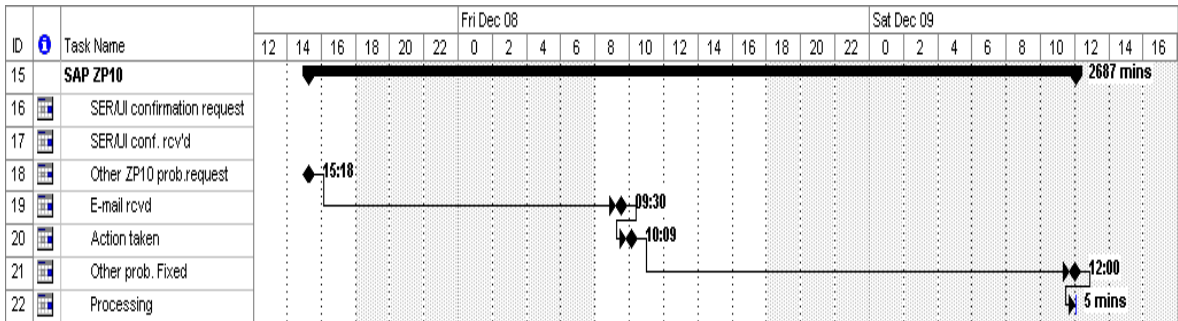 Fri Dec 08 Sat Dec 09
ID Task Name 12 14 16 18 20 22 0 2 4 6 8 10 12 14 16 18 20 22 0 2 4 6 8 10 12 14 16
15 SAP ZP10 2687 mins
16 SER/UI confirmation request
17 SER/UI conf. rcv'd
18 Other ZP10 prob.request 15:18
19 E-mail rcvd 09:30
20 Action taken 10:09
21 Other prob. Fixed 12:00
22 Processing 5 mins